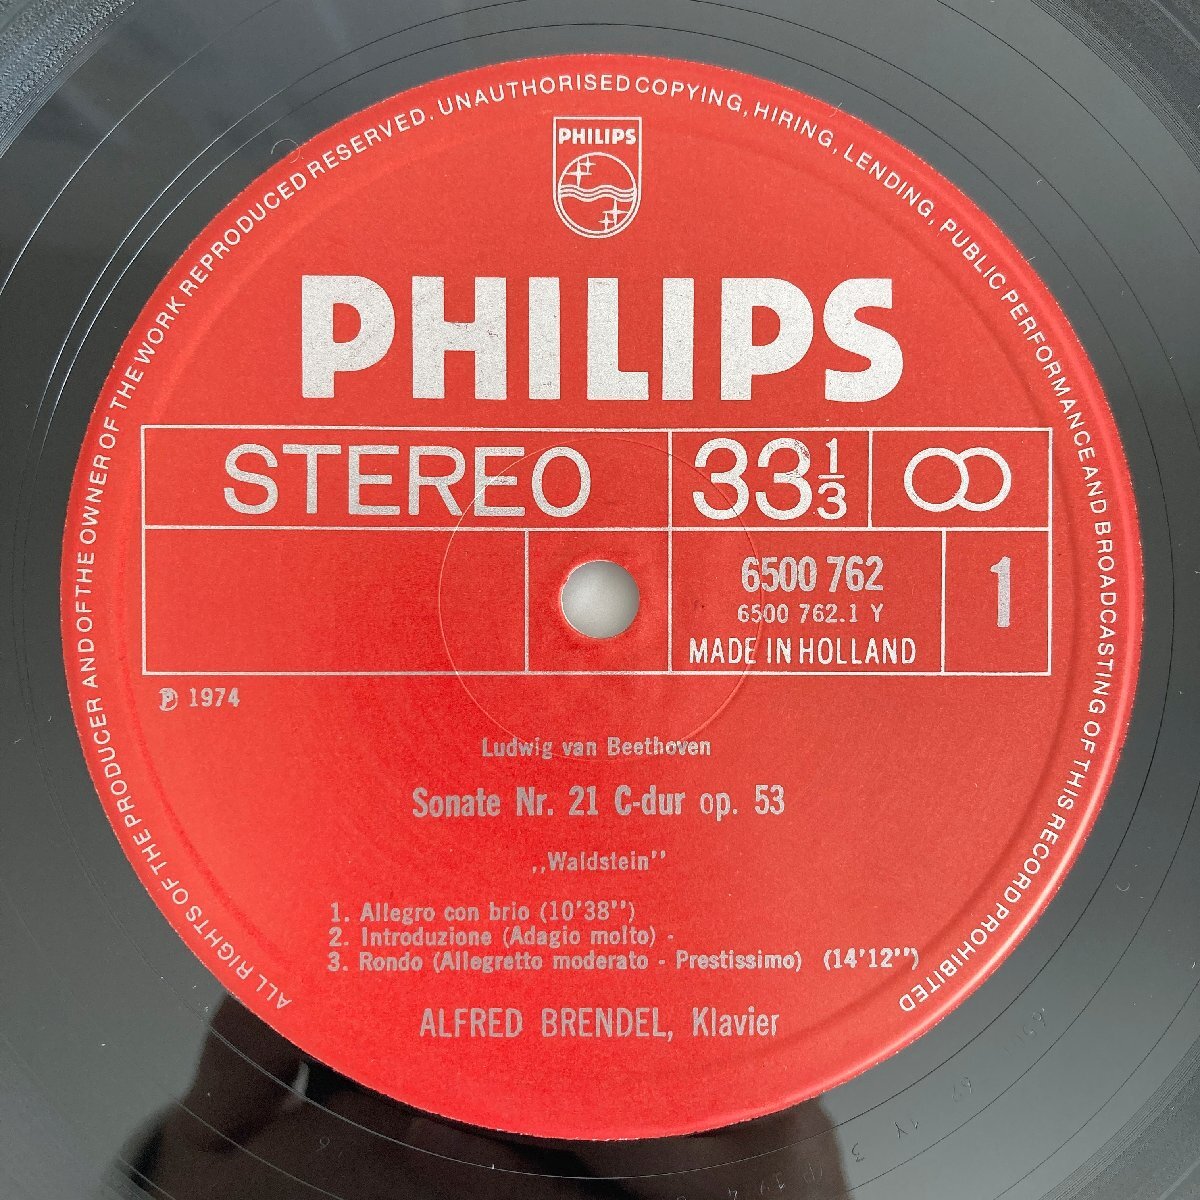 ALL RIGHTS OF THE PRODUCER AND OF THE OWNER OF THE WORK REPRODUCED RESERVED. UNAUTHORISED COPYING, HIRING, LENDING, PUBLIC PERFORMANCE AND BROADCASTING OF THIS RECORD PROHIBITED
PHILIPS
PHILIPS
STEREO 33 1/3
6500 762 1
6500 762.1 Y
MADE IN HOLLAND
℗ 1974
Ludwig van Beethoven
Sonate Nr. 21 C-dur op. 53
„Waldstein”
1. Allegro con brio (10'38'')
2. Introduzione (Adagio molto) -
3. Rondo (Allegretto moderato - Prestissimo) (14'12'')
ALFRED BRENDEL, Klavier